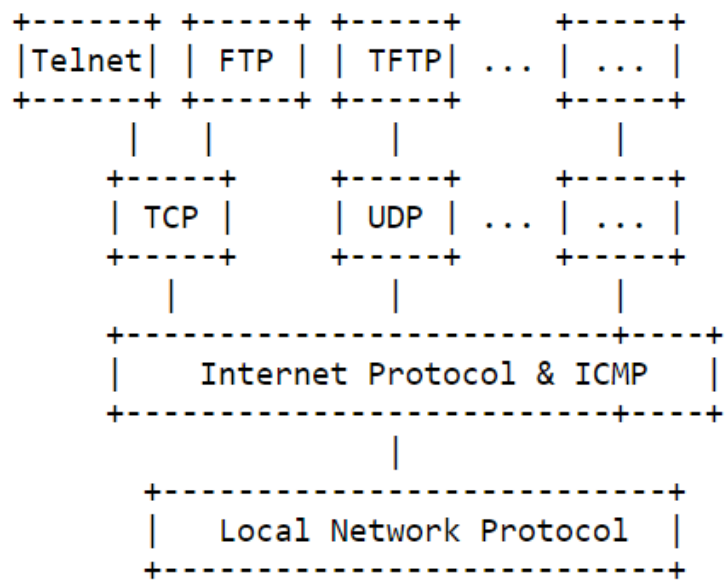 +------+ +-----+ +-----+     +-----+
|Telnet| | FTP | | TFTP| ... | ... |
+------+ +-----+ +-----+     +-----+
      |   |         |           |
     +-----+     +-----+     +-----+
     | TCP |     | UDP | ... | ... |
     +-----+     +-----+     +-----+
        |           |           |
     +--------------------------+----+
     |    Internet Protocol & ICMP   |
     +--------------------------+----+
                    |
       +---------------------------+
       |   Local Network Protocol  |
       +---------------------------+